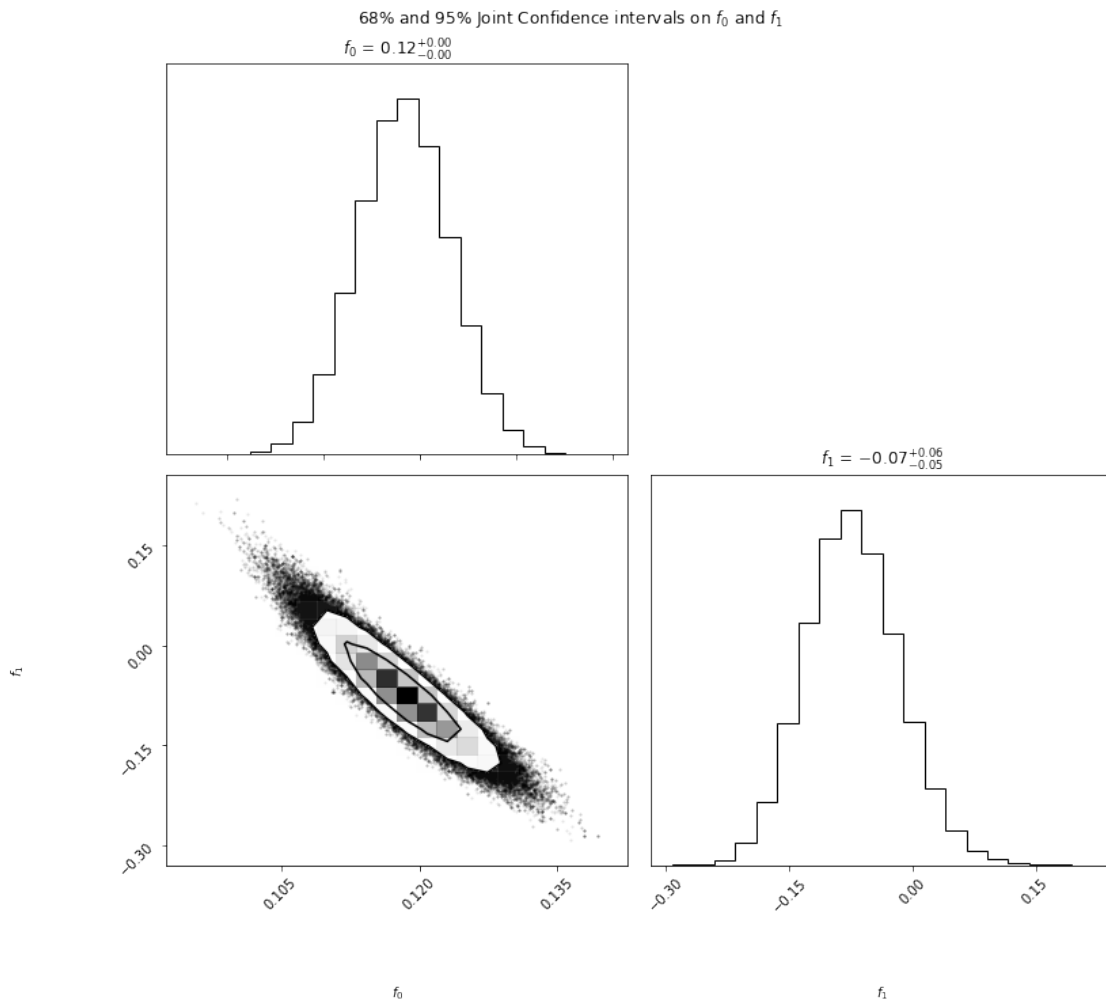 68% and 95% Joint Confidence intervals on f₀ and f₁
f₀ = 0.12⁺⁰·⁰⁰₋₀.₀₀
f₁ = −0.07⁺⁰·⁰⁶₋₀.₀₅
0.15
0.00
−0.15
−0.30
f₁
0.105
0.120
0.135
f₀
−0.30
−0.15
0.00
0.15
f₁